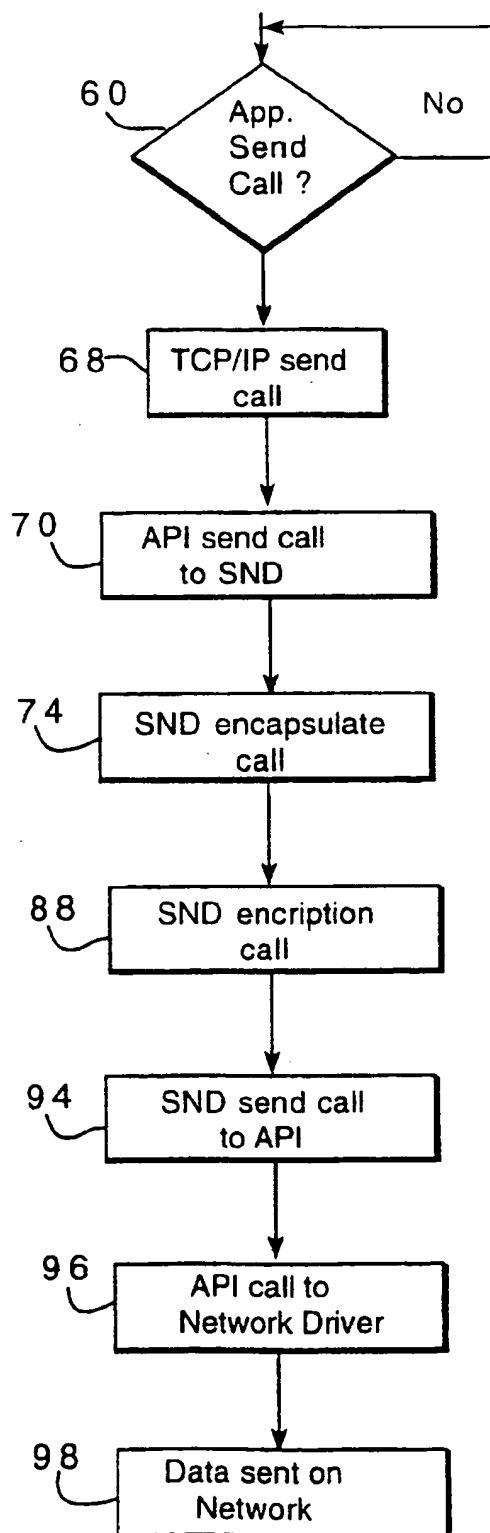 60
App.
Send
Call ?
No
68
TCP/IP send
call
70
API send call
to SND
74
SND encapsulate
call
88
SND encription
call
94
SND send call
to API
96
API call to
Network Driver
98
Data sent on
Network